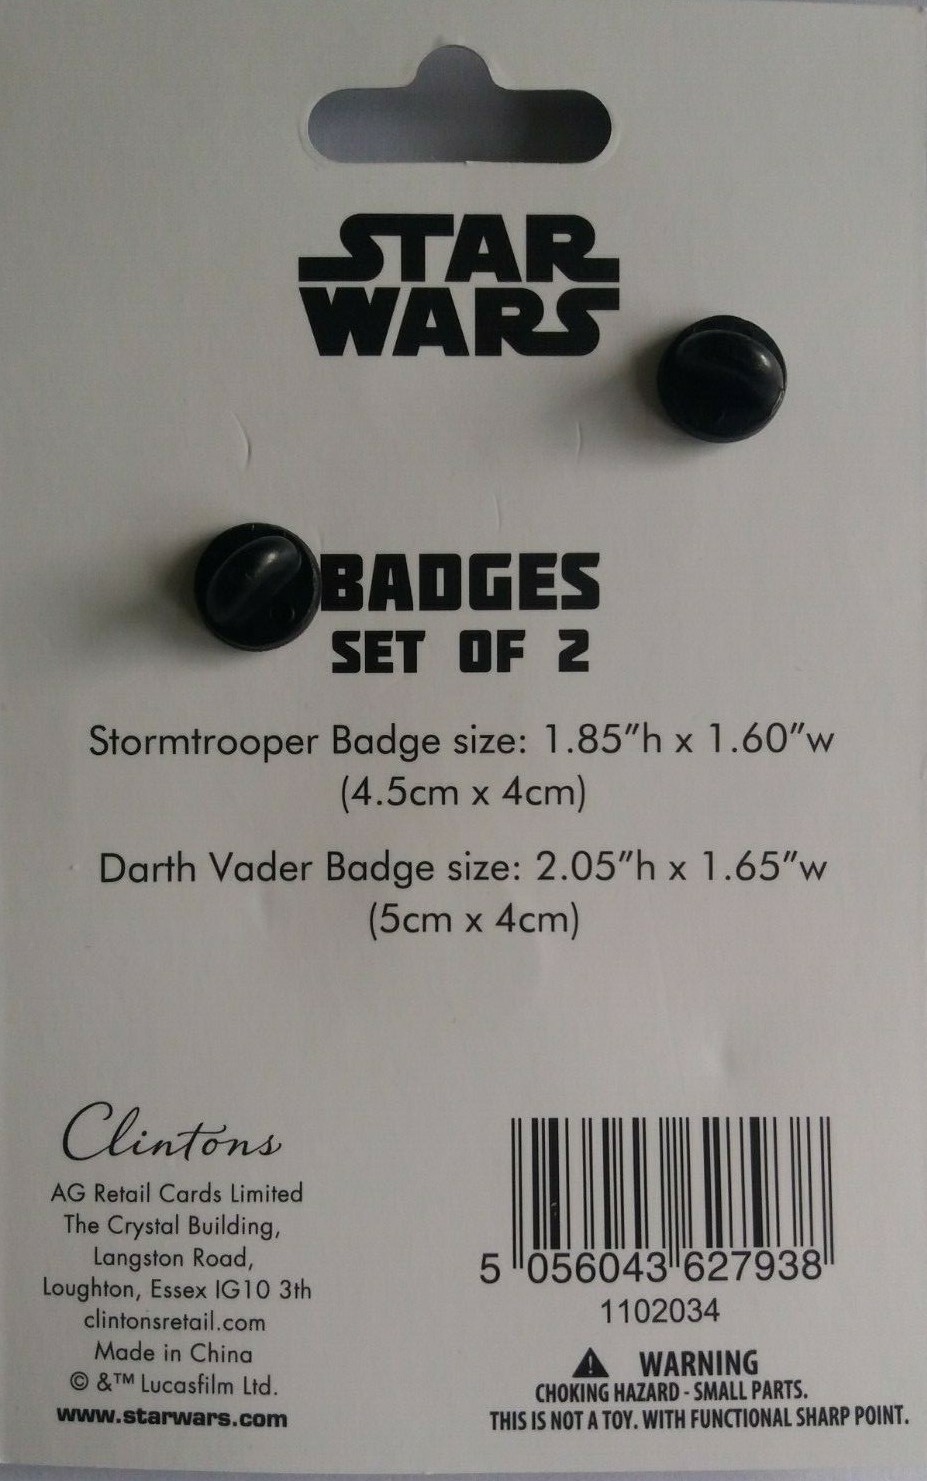 STAR
WARS
BADGES
SET OF 2
Stormtrooper Badge size: 1.85″h x 1.60″w
(4.5cm x 4cm)
Darth Vader Badge size: 2.05″h x 1.65″w
(5cm x 4cm)
Clintons
AG Retail Cards Limited
The Crystal Building,
Langston Road,
Loughton, Essex IG10 3th
clintonsretail.com
Made in China
© &™ Lucasfilm Ltd.
www.starwars.com
5 056043 627938
1102034
WARNING
CHOKING HAZARD - SMALL PARTS.
THIS IS NOT A TOY. WITH FUNCTIONAL SHARP POINT.